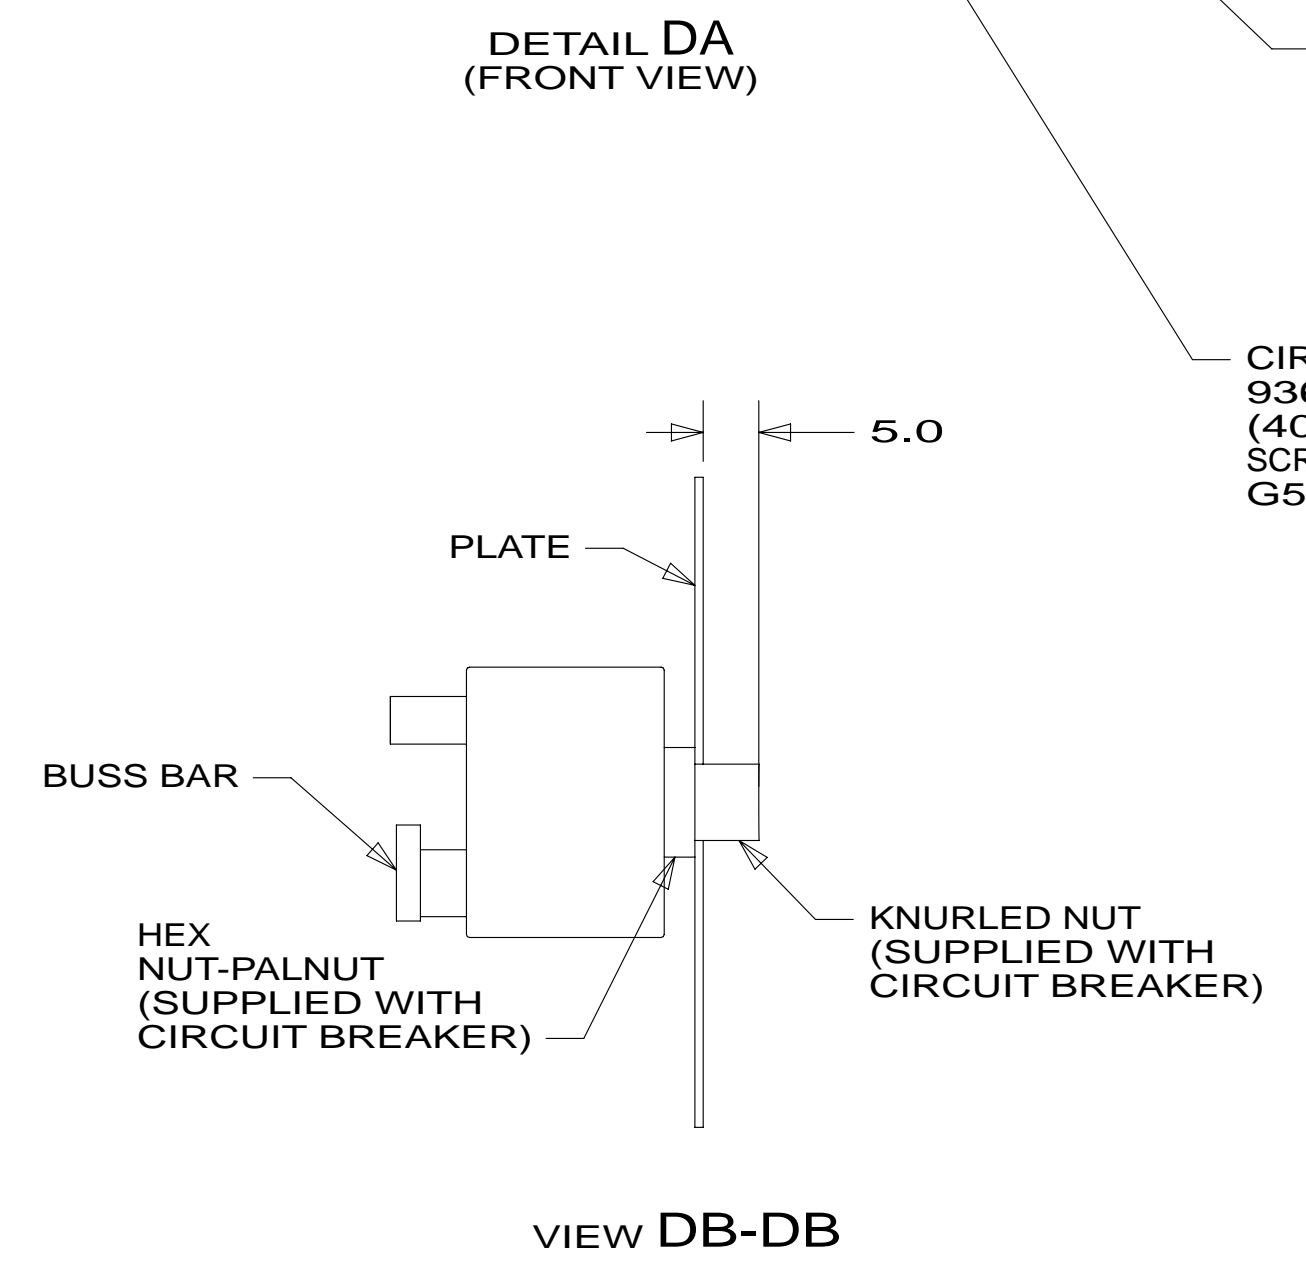 DETAIL DA
(FRONT VIEW)
5.0
PLATE
BUSS BAR
HEX
NUT-PALNUT
(SUPPLIED WITH
CIRCUIT BREAKER)
KNURLED NUT
(SUPPLIED WITH
CIRCUIT BREAKER)
VIEW DB-DB